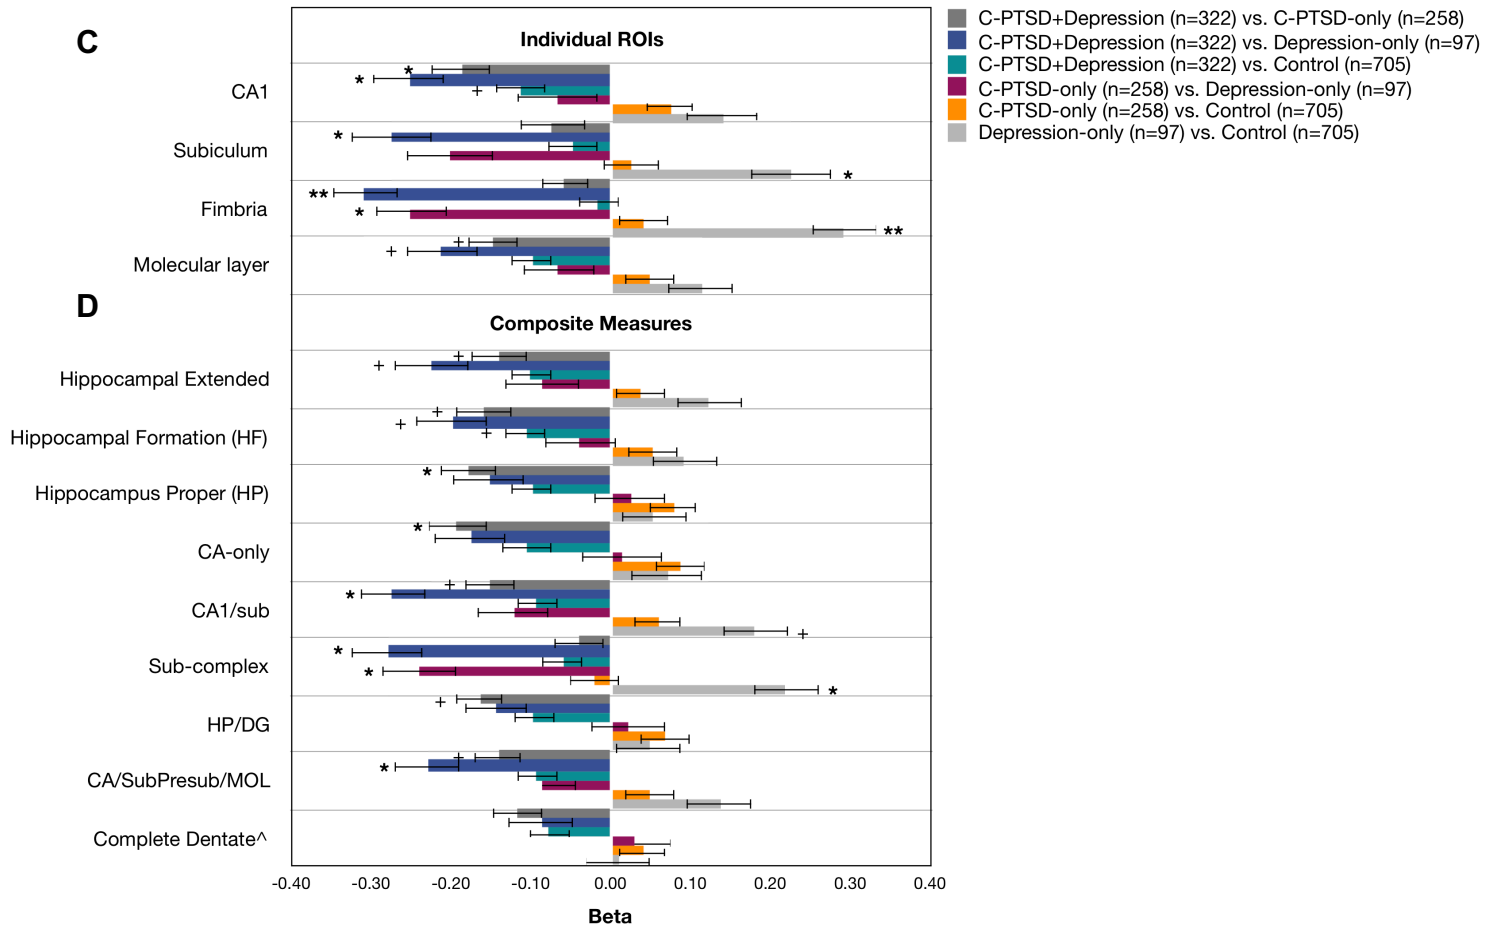 C
Individual ROIs
C-PTSD+Depression (n=322) vs. C-PTSD-only (n=258)
C-PTSD+Depression (n=322) vs. Depression-only (n=97)
C-PTSD+Depression (n=322) vs. Control (n=705)
C-PTSD-only (n=258) vs. Depression-only (n=97)
C-PTSD-only (n=258) vs. Control (n=705)
Depression-only (n=97) vs. Control (n=705)
*
CA1
*
+
*
Subiculum
*
**
Fimbria
*
**
+
+
Molecular layer
D
Composite Measures
+
+
Hippocampal Extended
+
+
+
Hippocampal Formation (HF)
*
Hippocampus Proper (HP)
*
CA-only
+
*
CA1/sub
+
*
Sub-complex
*
*
+
HP/DG
+
*
CA/SubPresub/MOL
Complete Dentate^
-0.40 -0.30 -0.20 -0.10 0.00 0.10 0.20 0.30 0.40
Beta